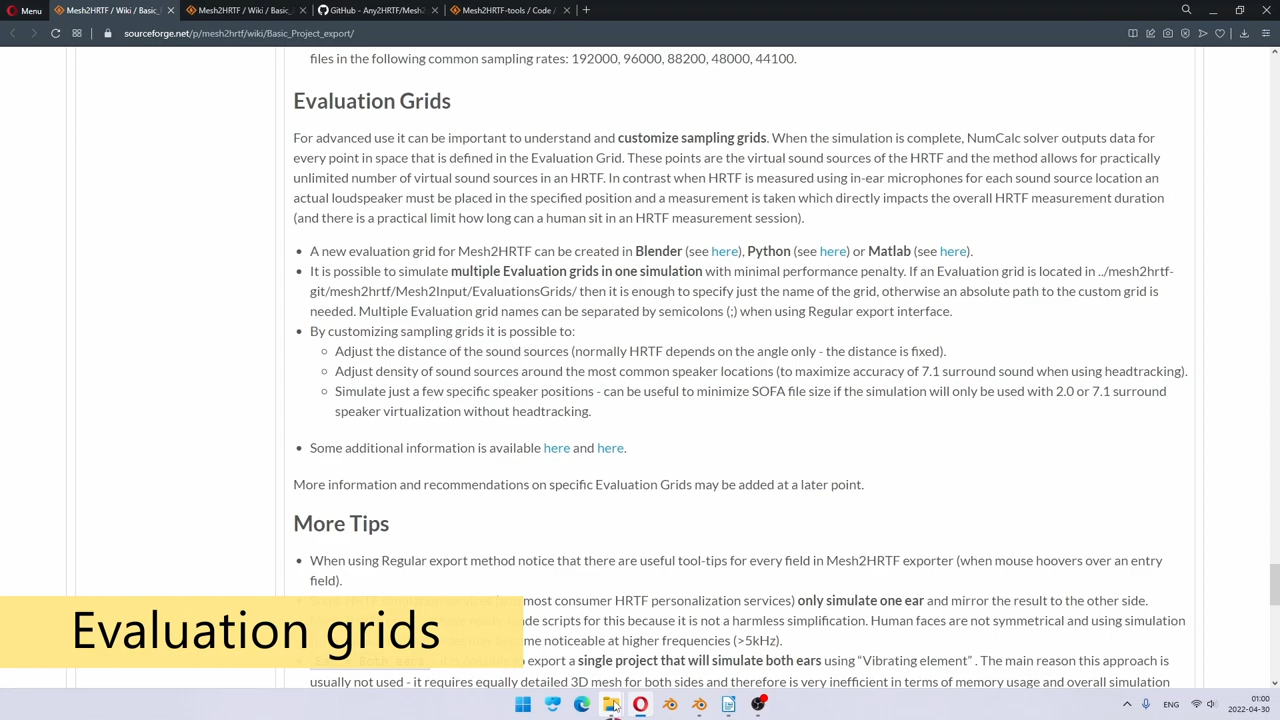 Menu
Mesh2HRTF / Wiki / Basic_
Mesh2HRTF / Wiki / Basic_
GitHub - Any2HRTF/Mesh2
Mesh2HRTF-tools / Code /
sourceforge.net/p/mesh2hrtf/wiki/Basic_Project_export/
files in the following common sampling rates: 192000, 96000, 88200, 48000, 44100.
Evaluation Grids
For advanced use it can be important to understand and customize sampling grids. When the simulation is complete, NumCalc solver outputs data for
every point in space that is defined in the Evaluation Grid. These points are the virtual sound sources of the HRTF and the method allows for practically
unlimited number of virtual sound sources in an HRTF. In contrast when HRTF is measured using in-ear microphones for each sound source location an
actual loudspeaker must be placed in the specified position and a measurement is taken which directly impacts the overall HRTF measurement duration
(and there is a practical limit how long can a human sit in an HRTF measurement session).
• A new evaluation grid for Mesh2HRTF can be created in Blender (see here), Python (see here) or Matlab (see here).
• It is possible to simulate multiple Evaluation grids in one simulation with minimal performance penalty. If an Evaluation grid is located in ../mesh2hrtf-
git/mesh2hrtf/Mesh2Input/EvaluationsGrids/ then it is enough to specify just the name of the grid, otherwise an absolute path to the custom grid is
needed. Multiple Evaluation grid names can be separated by semicolons (;) when using Regular export interface.
• By customizing sampling grids it is possible to:
○ Adjust the distance of the sound sources (normally HRTF depends on the angle only - the distance is fixed).
○ Adjust density of sound sources around the most common speaker locations (to maximize accuracy of 7.1 surround sound when using headtracking).
○ Simulate just a few specific speaker positions - can be useful to minimize SOFA file size if the simulation will only be used with 2.0 or 7.1 surround
speaker virtualization without headtracking.
• Some additional information is available here and here.
More information and recommendations on specific Evaluation Grids may be added at a later point.
More Tips
• When using Regular export method notice that there are useful tool-tips for every field in Mesh2HRTF exporter (when mouse hoovers over an entry
field).
most consumer HRTF personalization services) only simulate one ear and mirror the result to the other side.
scripts for this because it is not a harmless simplification. Human faces are not symmetrical and using simulation
noticeable at higher frequencies (>5kHz).
export a single project that will simulate both ears using “Vibrating element” . The main reason this approach is
usually not used - it requires equally detailed 3D mesh for both sides and therefore is very inefficient in terms of memory usage and overall simulation
Evaluation grids
ENG
01:00
2022-04-30